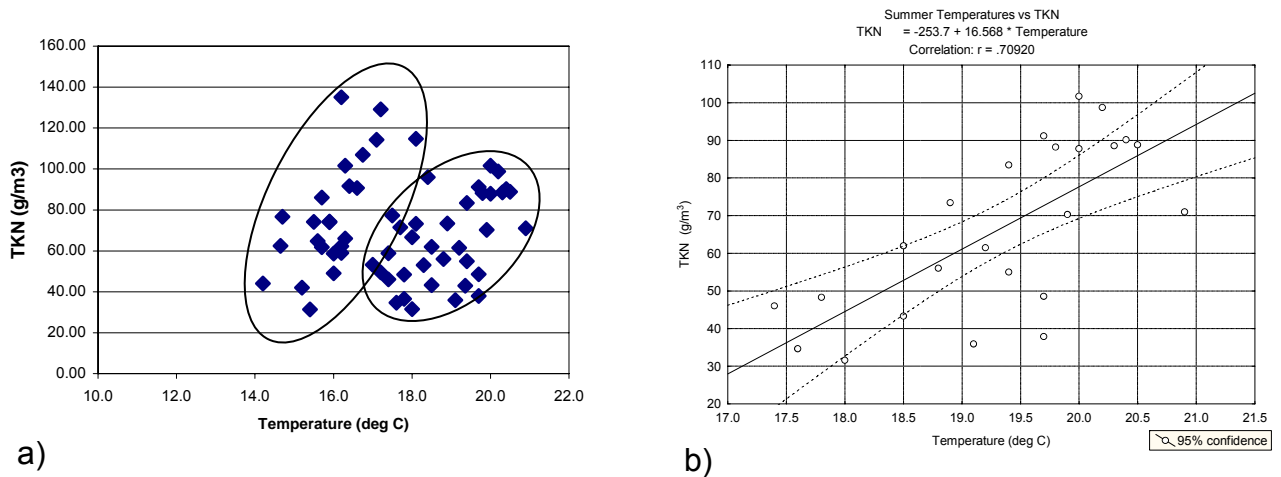 160.00
140.00
120.00
100.00
80.00
60.00
40.00
20.00
0.00
TKN (g/m3)
10.0 12.0 14.0 16.0 18.0 20.0 22.0
Temperature (deg C)
a)
Summer Temperatures vs TKN
TKN = -253.7 + 16.568 * Temperature
Correlation: r = .70920
110
100
90
80
70
60
50
40
30
20
TKN (g/m³)
17.0 17.5 18.0 18.5 19.0 19.5 20.0 20.5 21.0 21.5
Temperature (deg C)
95% confidence
b)